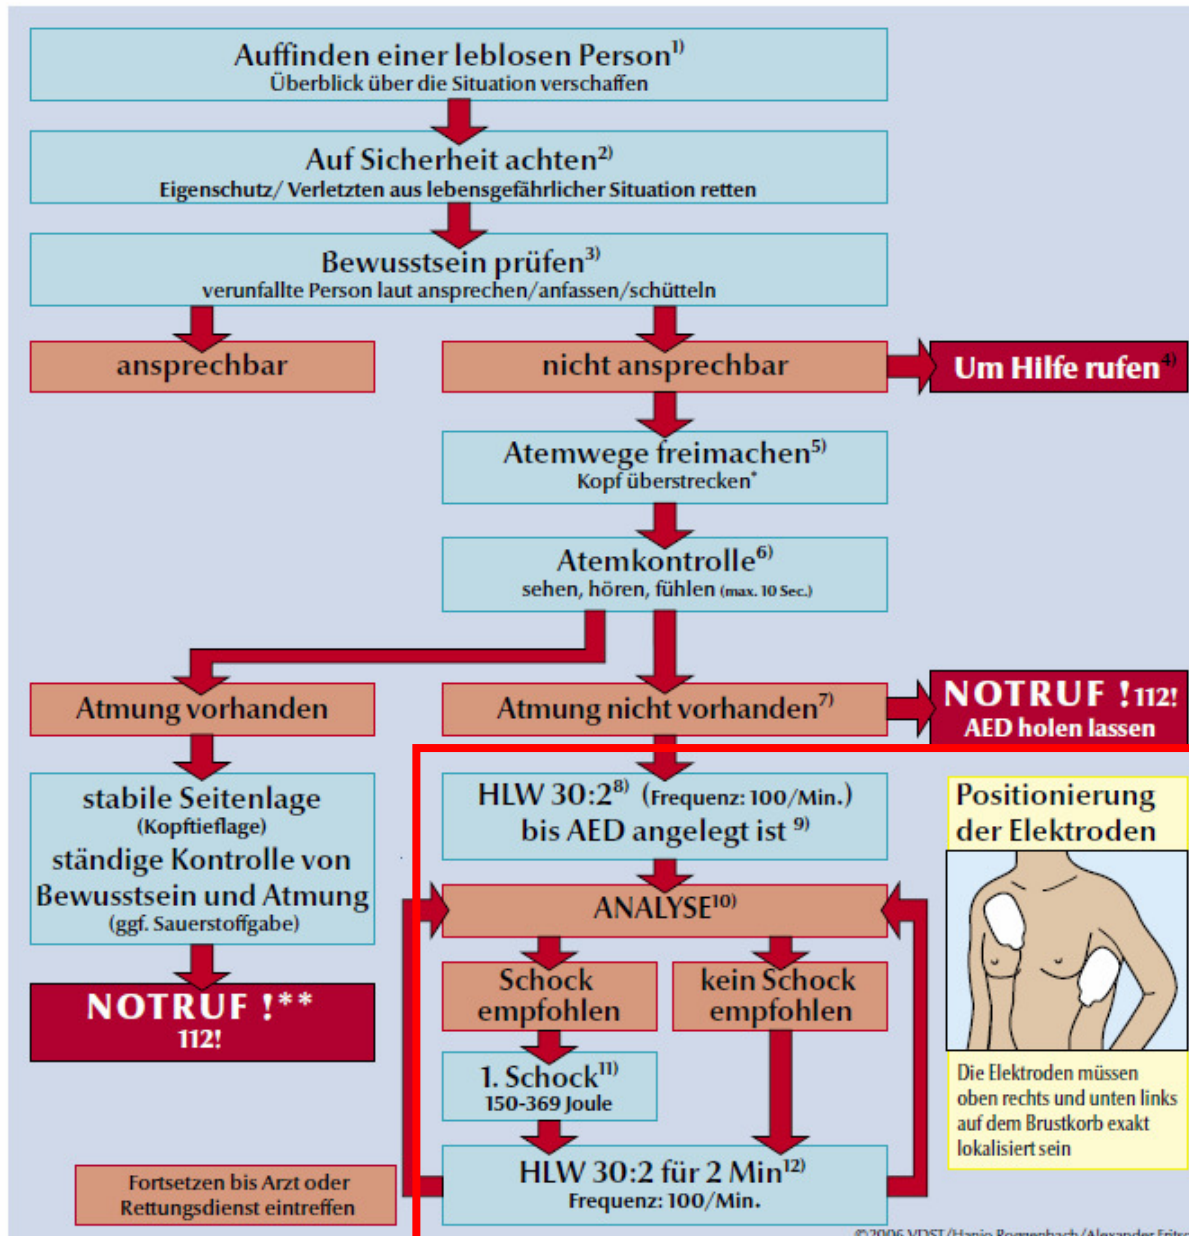 Auffinden einer leblosen Person1)
Überblick über die Situation verschaffen
Auf Sicherheit achten2)
Eigenschutz/ Verletzten aus lebensgefährlicher Situation retten
Bewusstsein prüfen3)
verunfallte Person laut ansprechen/anfassen/schütteln
ansprechbar
nicht ansprechbar
Um Hilfe rufen4)
Atemwege freimachen5)
Kopf überstrecken*
Atemkontrolle6)
sehen, hören, fühlen (max. 10 Sec.)
Atmung vorhanden
Atmung nicht vorhanden7)
NOTRUF !112!
AED holen lassen
stabile Seitenlage
(Kopftieflage)
ständige Kontrolle von
Bewusstsein und Atmung
(ggf. Sauerstoffgabe)
NOTRUF !**
112!
HLW 30:28) (Frequenz: 100/Min.)
bis AED angelegt ist 9)
ANALYSE10)
Schock
empfohlen
kein Schock
empfohlen
1. Schock11)
150-369 Joule
HLW 30:2 für 2 Min12)
Frequenz: 100/Min.
Fortsetzen bis Arzt oder
Rettungsdienst eintreffen
Positionierung
der Elektroden
Die Elektroden müssen
oben rechts und unten links
auf dem Brustkorb exakt
lokalisiert sein
©2006 VDST/Hanjo Roggenbach/Alexander